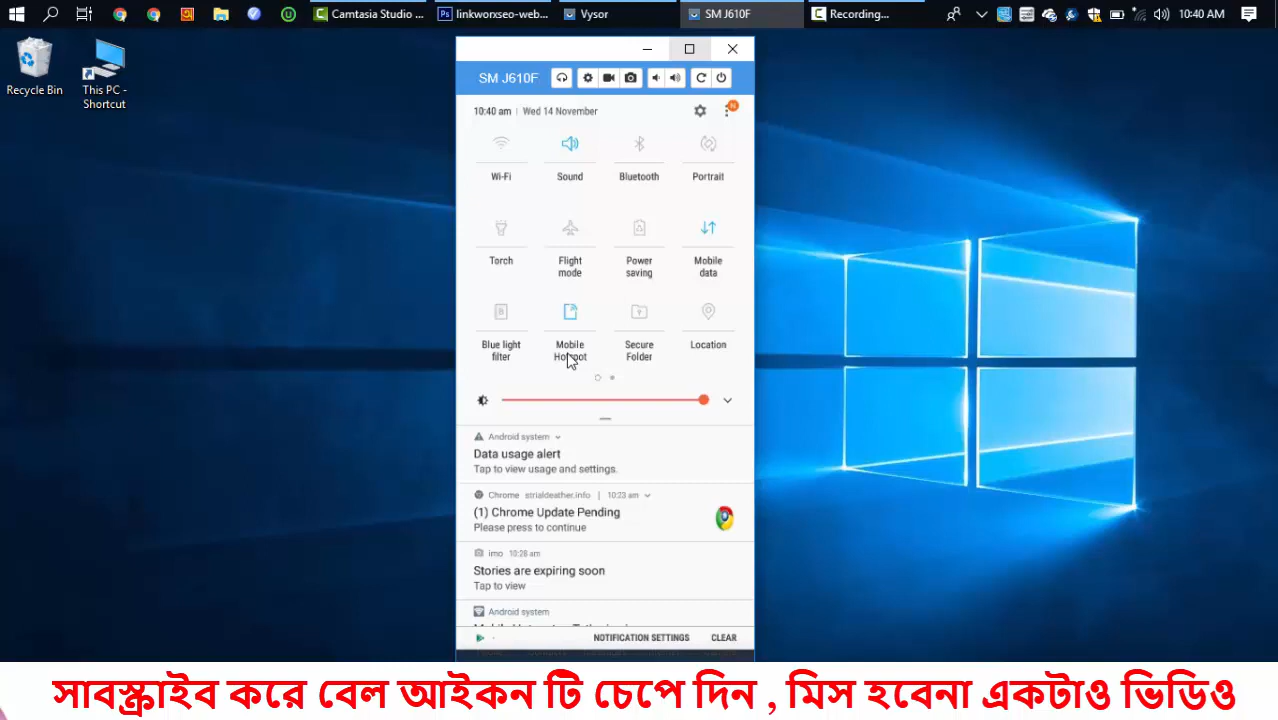 Camtasia Studio ...
linkworxseo-web...
Vysor
SM J610F
Recording...
10:40 AM
Recycle Bin
This PC -
Shortcut
SM J610F
10:40 am | Wed 14 November
N
Wi-Fi
Sound
Bluetooth
Portrait
Torch
Flight
mode
Power
saving
Mobile
data
Blue light
filter
Mobile
Hotspot
Secure
Folder
Location
Android system
Data usage alert
Tap to view usage and settings.
Chrome strialdeather.info | 10:23 am
(1) Chrome Update Pending
Please press to continue
imo 10:28 am
Stories are expiring soon
Tap to view
Android system
NOTIFICATION SETTINGS
CLEAR
সাবস্ক্রাইব করে বেল আইকন টি চেপে দিন , মিস হবেনা একটাও ভিডিও